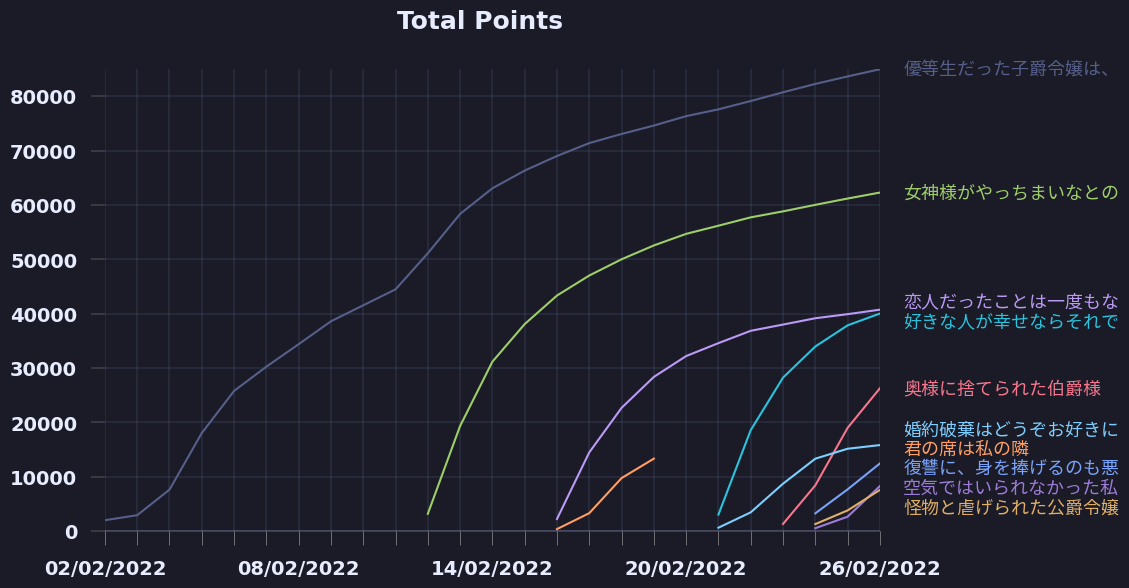 Total Points
80000
70000
60000
50000
40000
30000
20000
10000
0
02/02/2022
08/02/2022
14/02/2022
20/02/2022
26/02/2022
優等生だった子爵令嬢は、
女神様がやっちまいなとの
恋人だったことは一度もな
好きな人が幸せならそれで
奥様に捨てられた伯爵様
婚約破棄はどうぞお好きに
君の席は私の隣
復讐に、身を捧げるのも悪
空気ではいられなかった私
怪物と虐げられた公爵令嬢